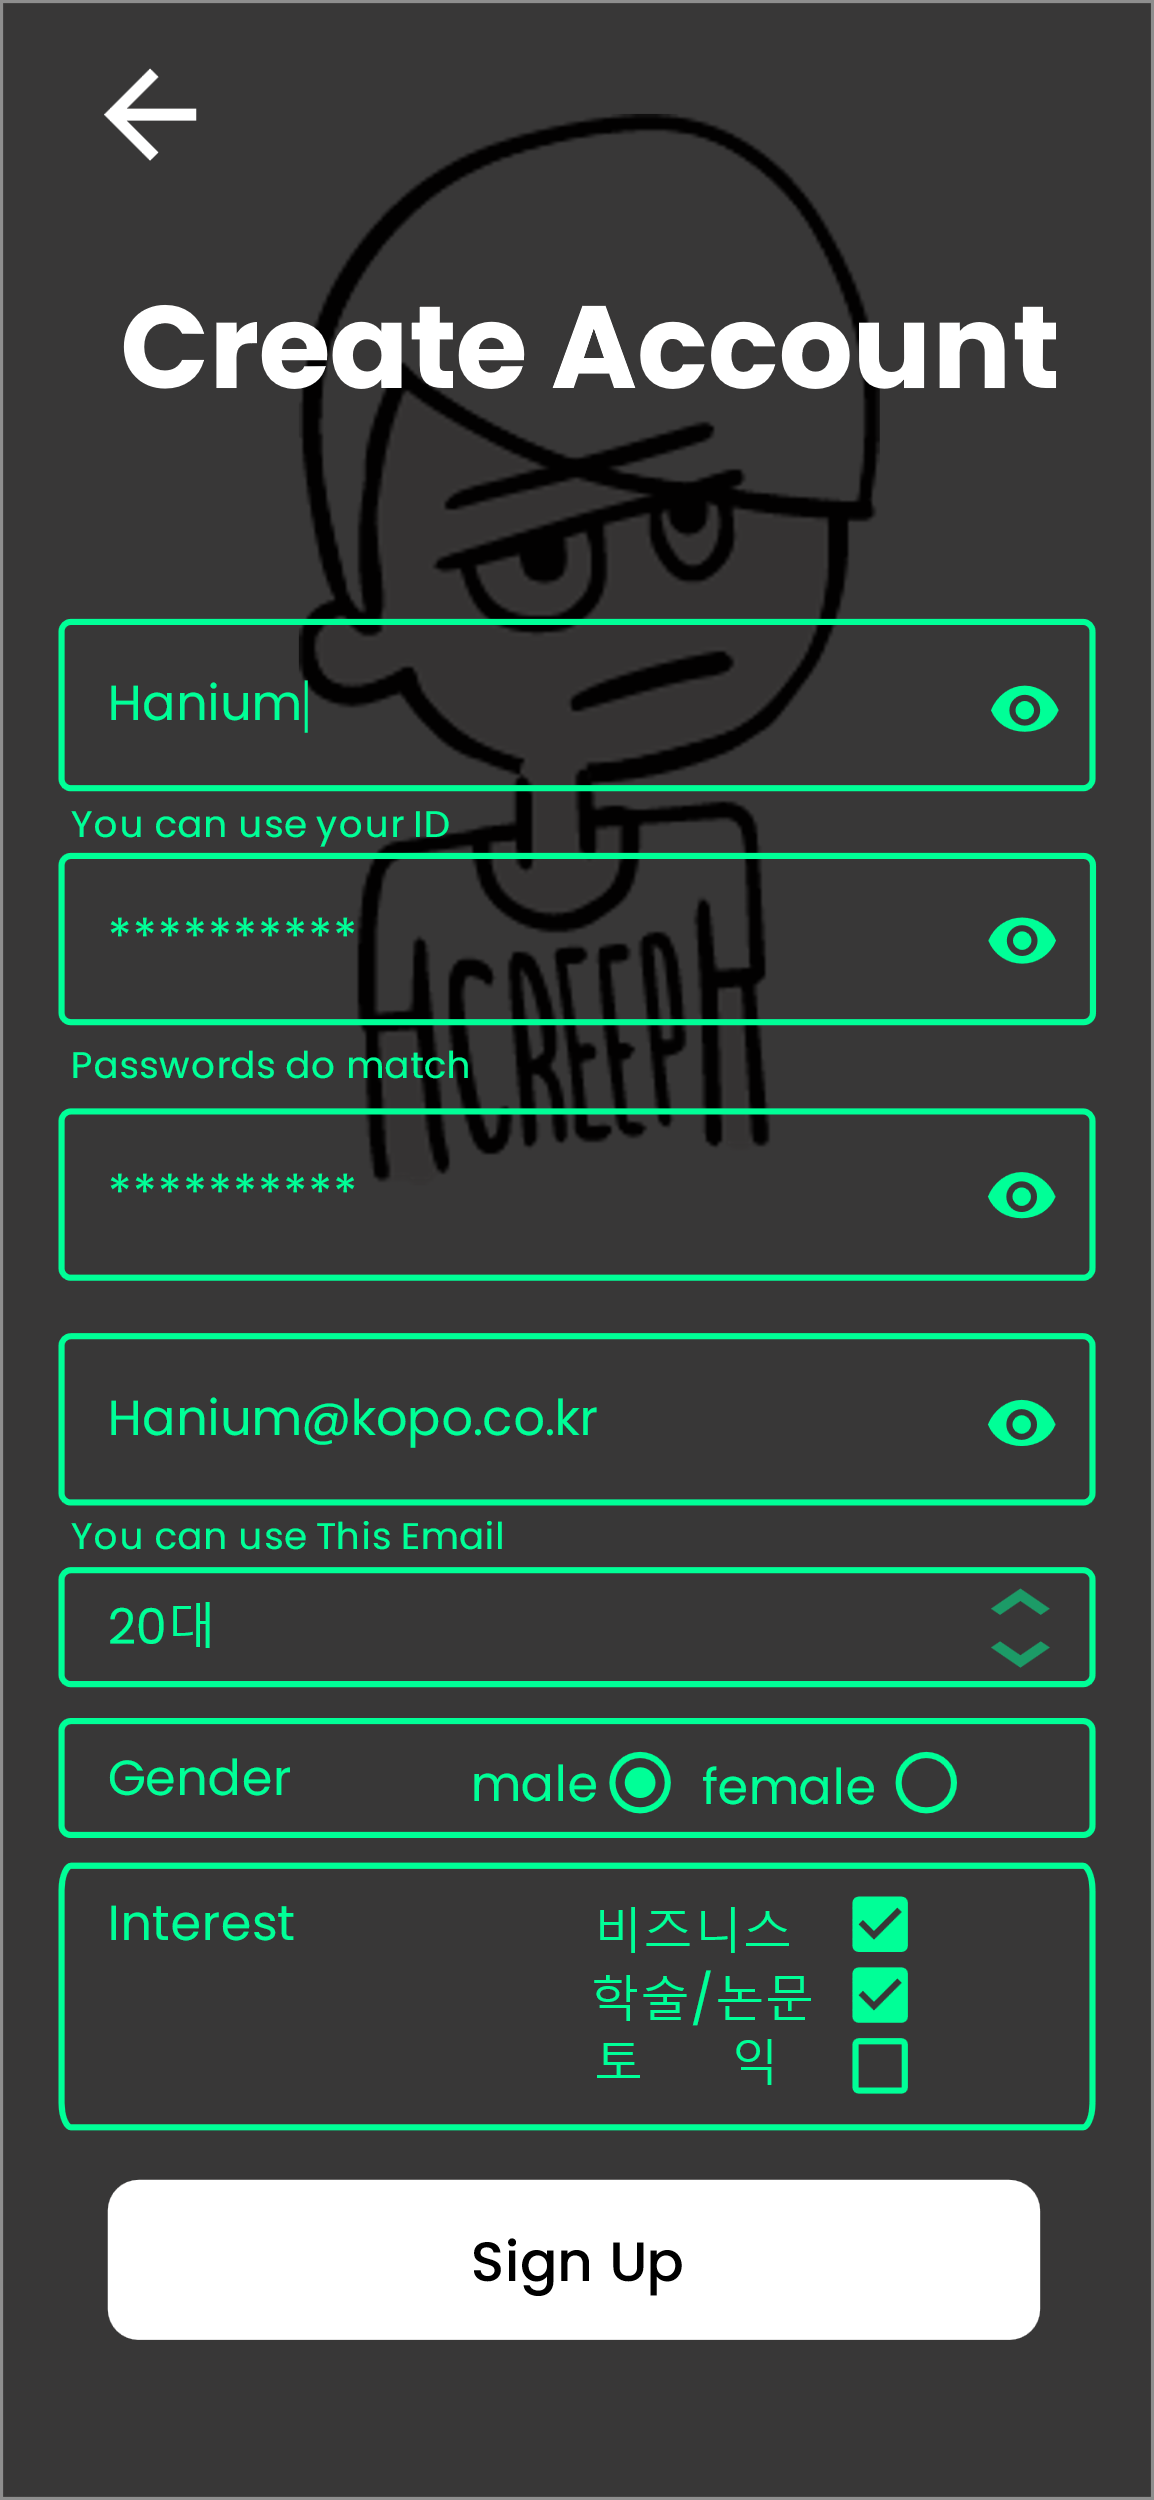 Create Account
Hanium
You can use your ID
**********
Passwords do match
**********
Hanium@kopo.co.kr
You can use This Email
20대
Gender male female
Interest 비즈니스
학술/논문
토 익
Sign Up
CREEP